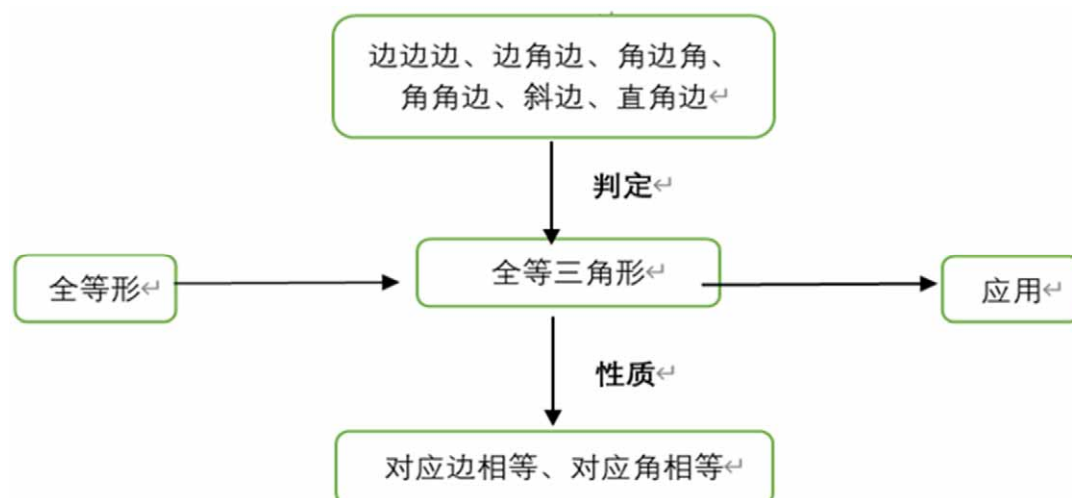 边边边、边角边、角边角、
角角边、斜边、直角边↵
判定↵
全等形↵
全等三角形↵
应用↵
性质↵
对应边相等、对应角相等↵